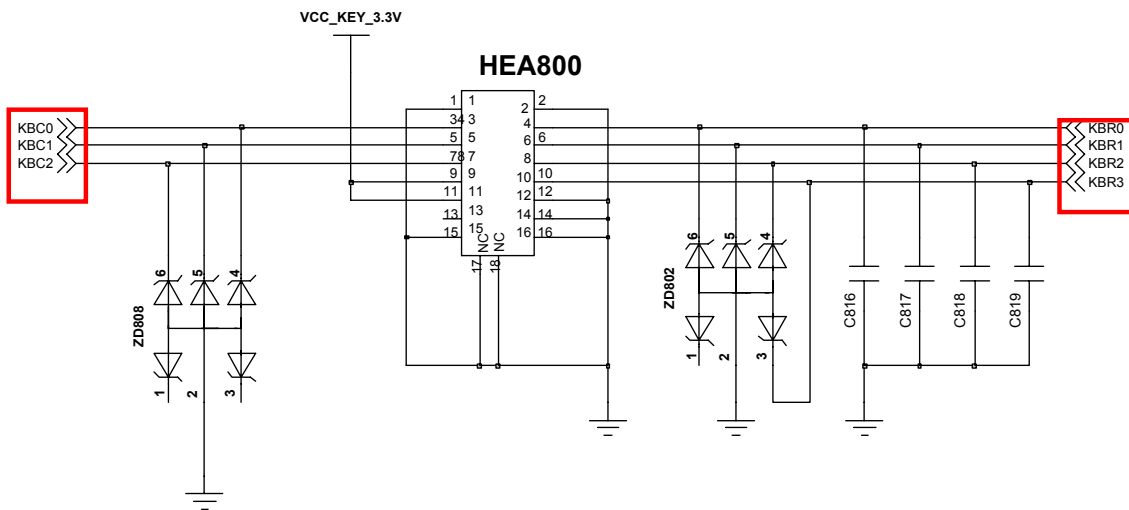 VCC_KEY_3.3V
HEA800
1 1 2 2
KBC0 34 3 4 4 KBR0
KBC1 5 5 6 6 KBR1
KBC2 78 7 8 8 KBR2
9 9 10 10 KBR3
11 11 12 12
13 13 14 14
15 15 16 16
NC NC
17 18
6 5 4
ZD802
1 2 3
6 5 4
ZD808
1 2 3
C816 C817 C818 C819